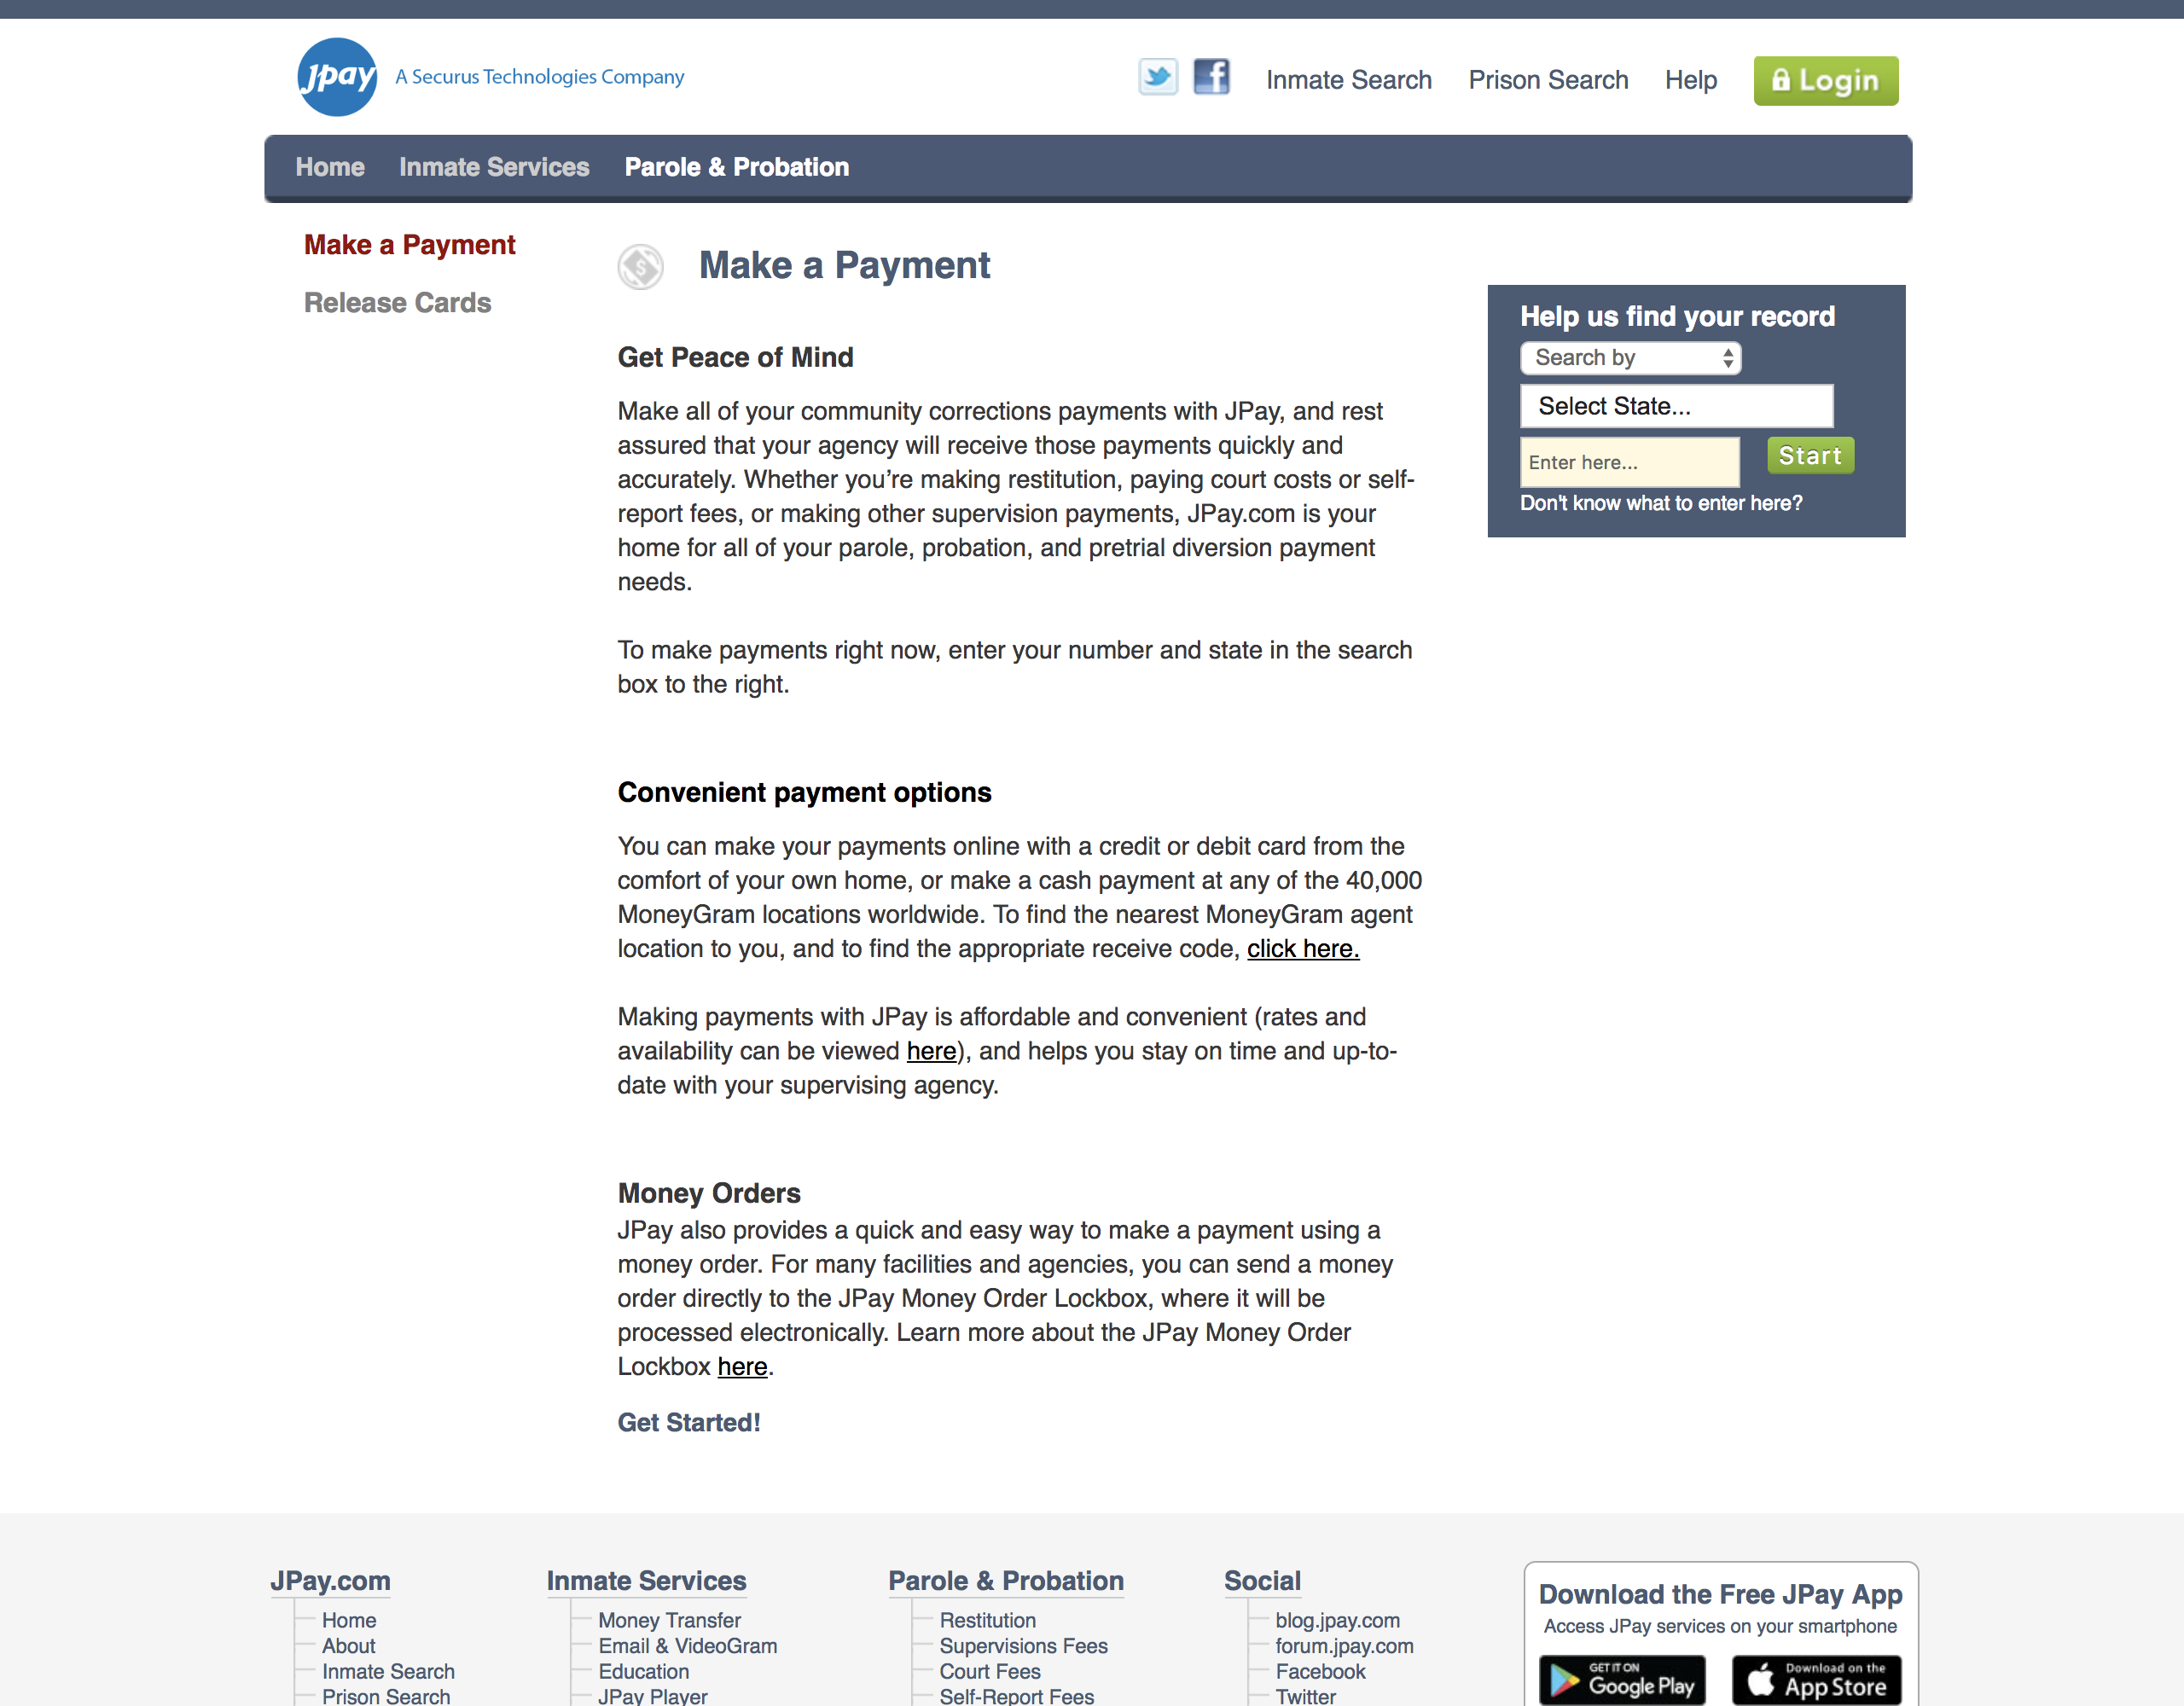 jpay
A Securus Technologies Company
Inmate Search
Prison Search
Help
Login
Home
Inmate Services
Parole & Probation
Make a Payment
Release Cards
Make a Payment
Get Peace of Mind
Make all of your community corrections payments with JPay, and rest
assured that your agency will receive those payments quickly and
accurately. Whether you’re making restitution, paying court costs or self-
report fees, or making other supervision payments, JPay.com is your
home for all of your parole, probation, and pretrial diversion payment
needs.
To make payments right now, enter your number and state in the search
box to the right.
Convenient payment options
You can make your payments online with a credit or debit card from the
comfort of your own home, or make a cash payment at any of the 40,000
MoneyGram locations worldwide. To find the nearest MoneyGram agent
location to you, and to find the appropriate receive code, click here.
Making payments with JPay is affordable and convenient (rates and
availability can be viewed here), and helps you stay on time and up-to-
date with your supervising agency.
Money Orders
JPay also provides a quick and easy way to make a payment using a
money order. For many facilities and agencies, you can send a money
order directly to the JPay Money Order Lockbox, where it will be
processed electronically. Learn more about the JPay Money Order
Lockbox here.
Get Started!
Help us find your record
Search by
Select State...
Enter here...
Start
Don't know what to enter here?
JPay.com
Home
About
Inmate Search
Prison Search
Inmate Services
Money Transfer
Email & VideoGram
Education
JPay Player
Parole & Probation
Restitution
Supervisions Fees
Court Fees
Self-Report Fees
Social
blog.jpay.com
forum.jpay.com
Facebook
Twitter
Download the Free JPay App
Access JPay services on your smartphone
GET IT ON
Google Play
Download on the
App Store